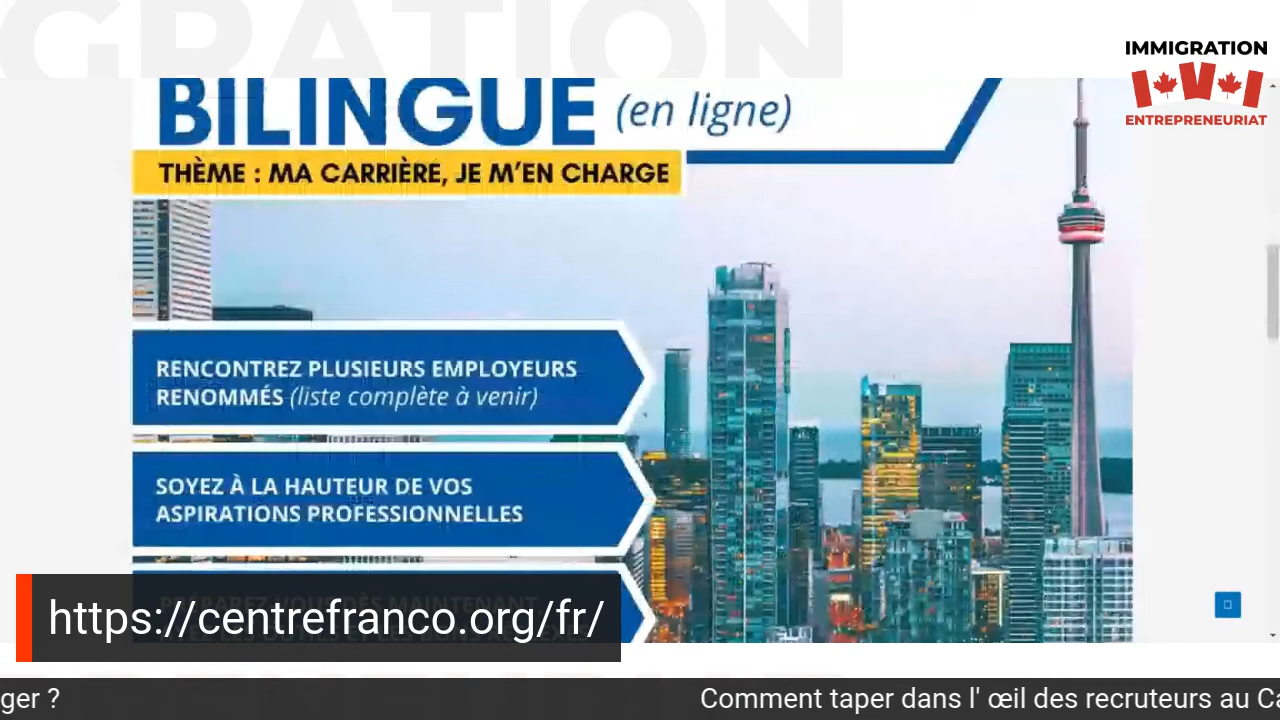 GRATION
IMMIGRATION
ENTREPRENEURIAT
BILINGUE (en ligne)
THÈME : MA CARRIÈRE, JE M'EN CHARGE
RENCONTREZ PLUSIEURS EMPLOYEURS
RENOMMÉS (liste complète à venir)
SOYEZ À LA HAUTEUR DE VOS
ASPIRATIONS PROFESSIONNELLES
https://centrefranco.org/fr/
ger ? Comment taper dans l' œil des recruteurs au Ca